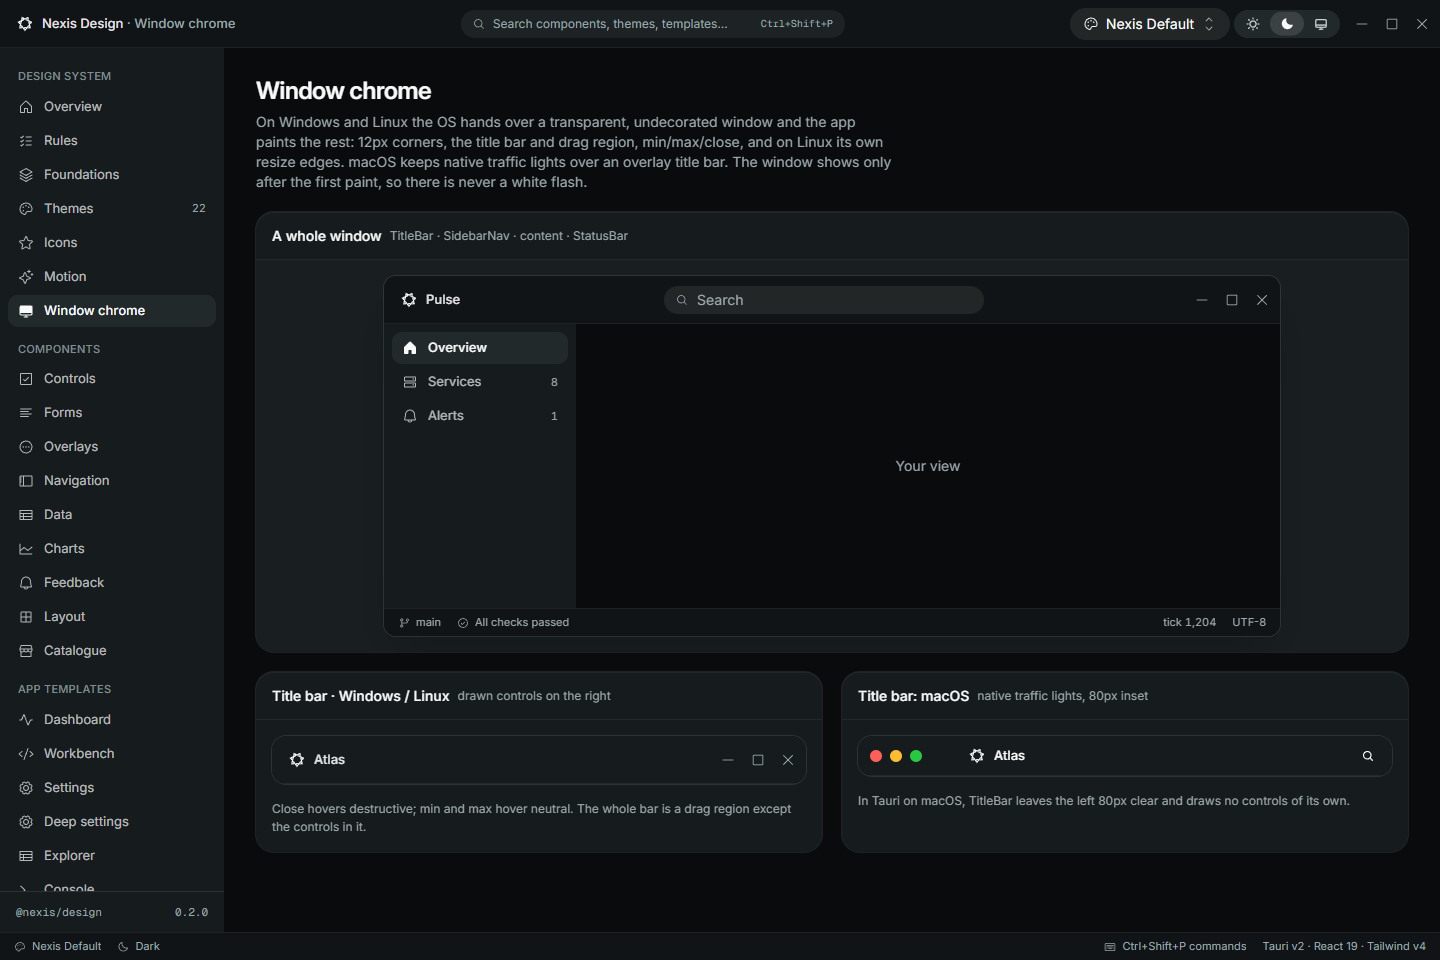 Nexis Design · Window chrome
Search components, themes, templates... Ctrl+Shift+P
Nexis Default
DESIGN SYSTEM
Overview
Rules
Foundations
Themes 22
Icons
Motion
Window chrome
COMPONENTS
Controls
Forms
Overlays
Navigation
Data
Charts
Feedback
Layout
Catalogue
APP TEMPLATES
Dashboard
Workbench
Settings
Deep settings
Explorer
Console
@nexis/design 0.2.0
Window chrome
On Windows and Linux the OS hands over a transparent, undecorated window and the app
paints the rest: 12px corners, the title bar and drag region, min/max/close, and on Linux its own
resize edges. macOS keeps native traffic lights over an overlay title bar. The window shows only
after the first paint, so there is never a white flash.
A whole window TitleBar · SidebarNav · content · StatusBar
Pulse
Search
Overview
Services 8
Alerts 1
Your view
main All checks passed
tick 1,204 UTF-8
Title bar · Windows / Linux drawn controls on the right
Atlas
Close hovers destructive; min and max hover neutral. The whole bar is a drag region except
the controls in it.
Title bar: macOS native traffic lights, 80px inset
Atlas
In Tauri on macOS, TitleBar leaves the left 80px clear and draws no controls of its own.
Nexis Default Dark
Ctrl+Shift+P commands Tauri v2 · React 19 · Tailwind v4